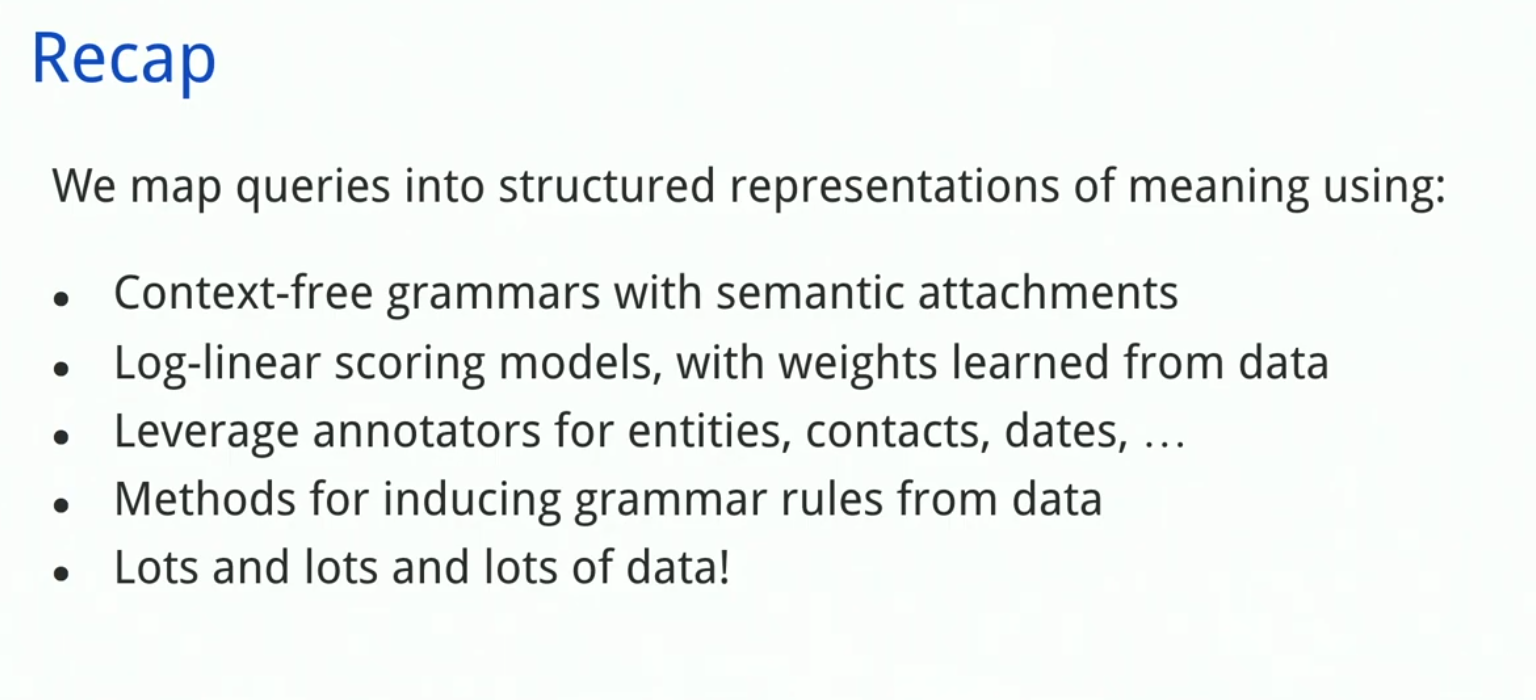 Recap
We map queries into structured representations of meaning using:
• Context-free grammars with semantic attachments
• Log-linear scoring models, with weights learned from data
• Leverage annotators for entities, contacts, dates, …
• Methods for inducing grammar rules from data
• Lots and lots and lots of data!